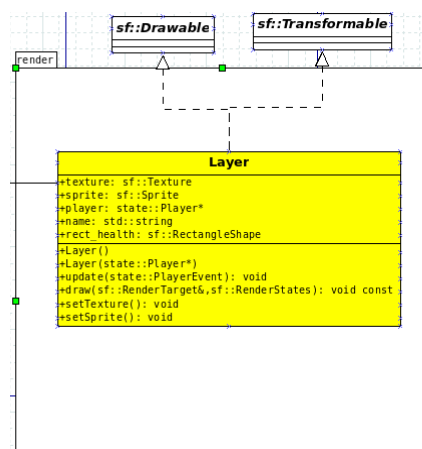 sf::Drawable
sf::Transformable
render
Layer
+texture: sf::Texture
+sprite: sf::Sprite
+player: state::Player*
+name: std::string
+rect_health: sf::RectangleShape
+Layer()
+Layer(state::Player*)
+update(state::PlayerEvent): void
+draw(sf::RenderTarget&,sf::RenderStates): void const
+setTexture(): void
+setSprite(): void